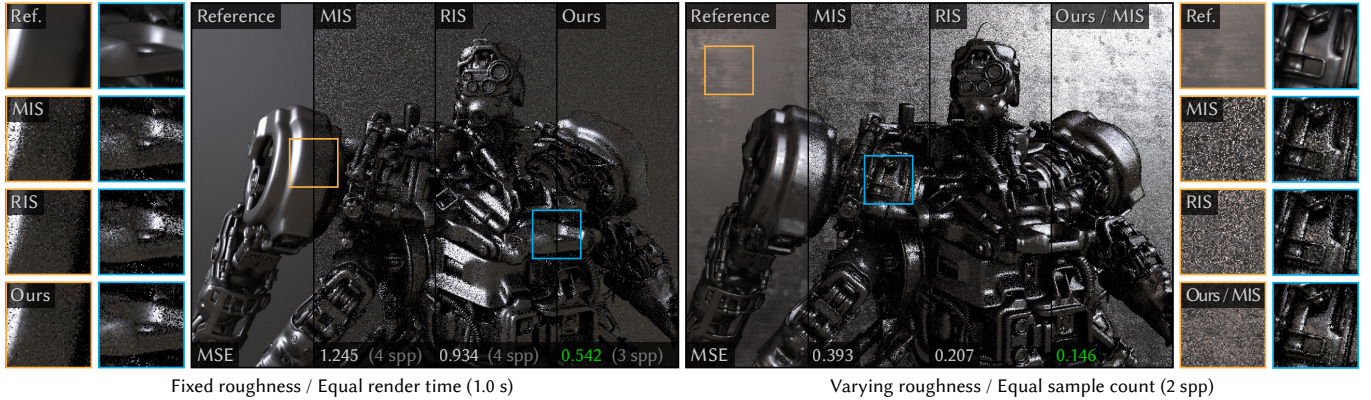 Ref.
MIS
RIS
Ours
Reference
MIS
RIS
Ours
MSE
1.245 (4 spp)
0.934 (4 spp)
0.542 (3 spp)
Fixed roughness / Equal render time (1.0 s)
Reference
MIS
RIS
Ours / MIS
MSE
0.393
0.207
0.146
Varying roughness / Equal sample count (2 spp)
Ref.
MIS
RIS
Ours / MIS